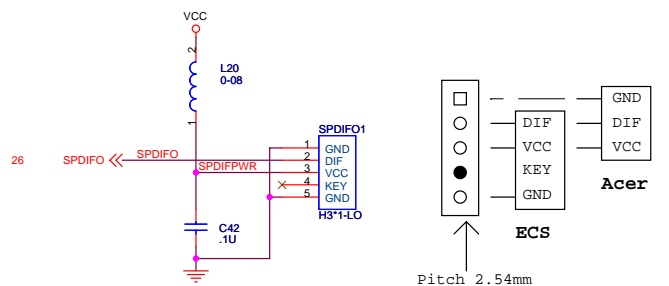 VCC
2
L20
0-08
1
SPDIFO1
26
SPDIFO
SPDIFO
SPDIFPWR
1
2
3
4
5
GND
DIF
VCC
KEY
GND
H3*1-LO
C42
.1U
DIF
VCC
KEY
GND
ECS
GND
DIF
VCC
Acer
Pitch 2.54mm